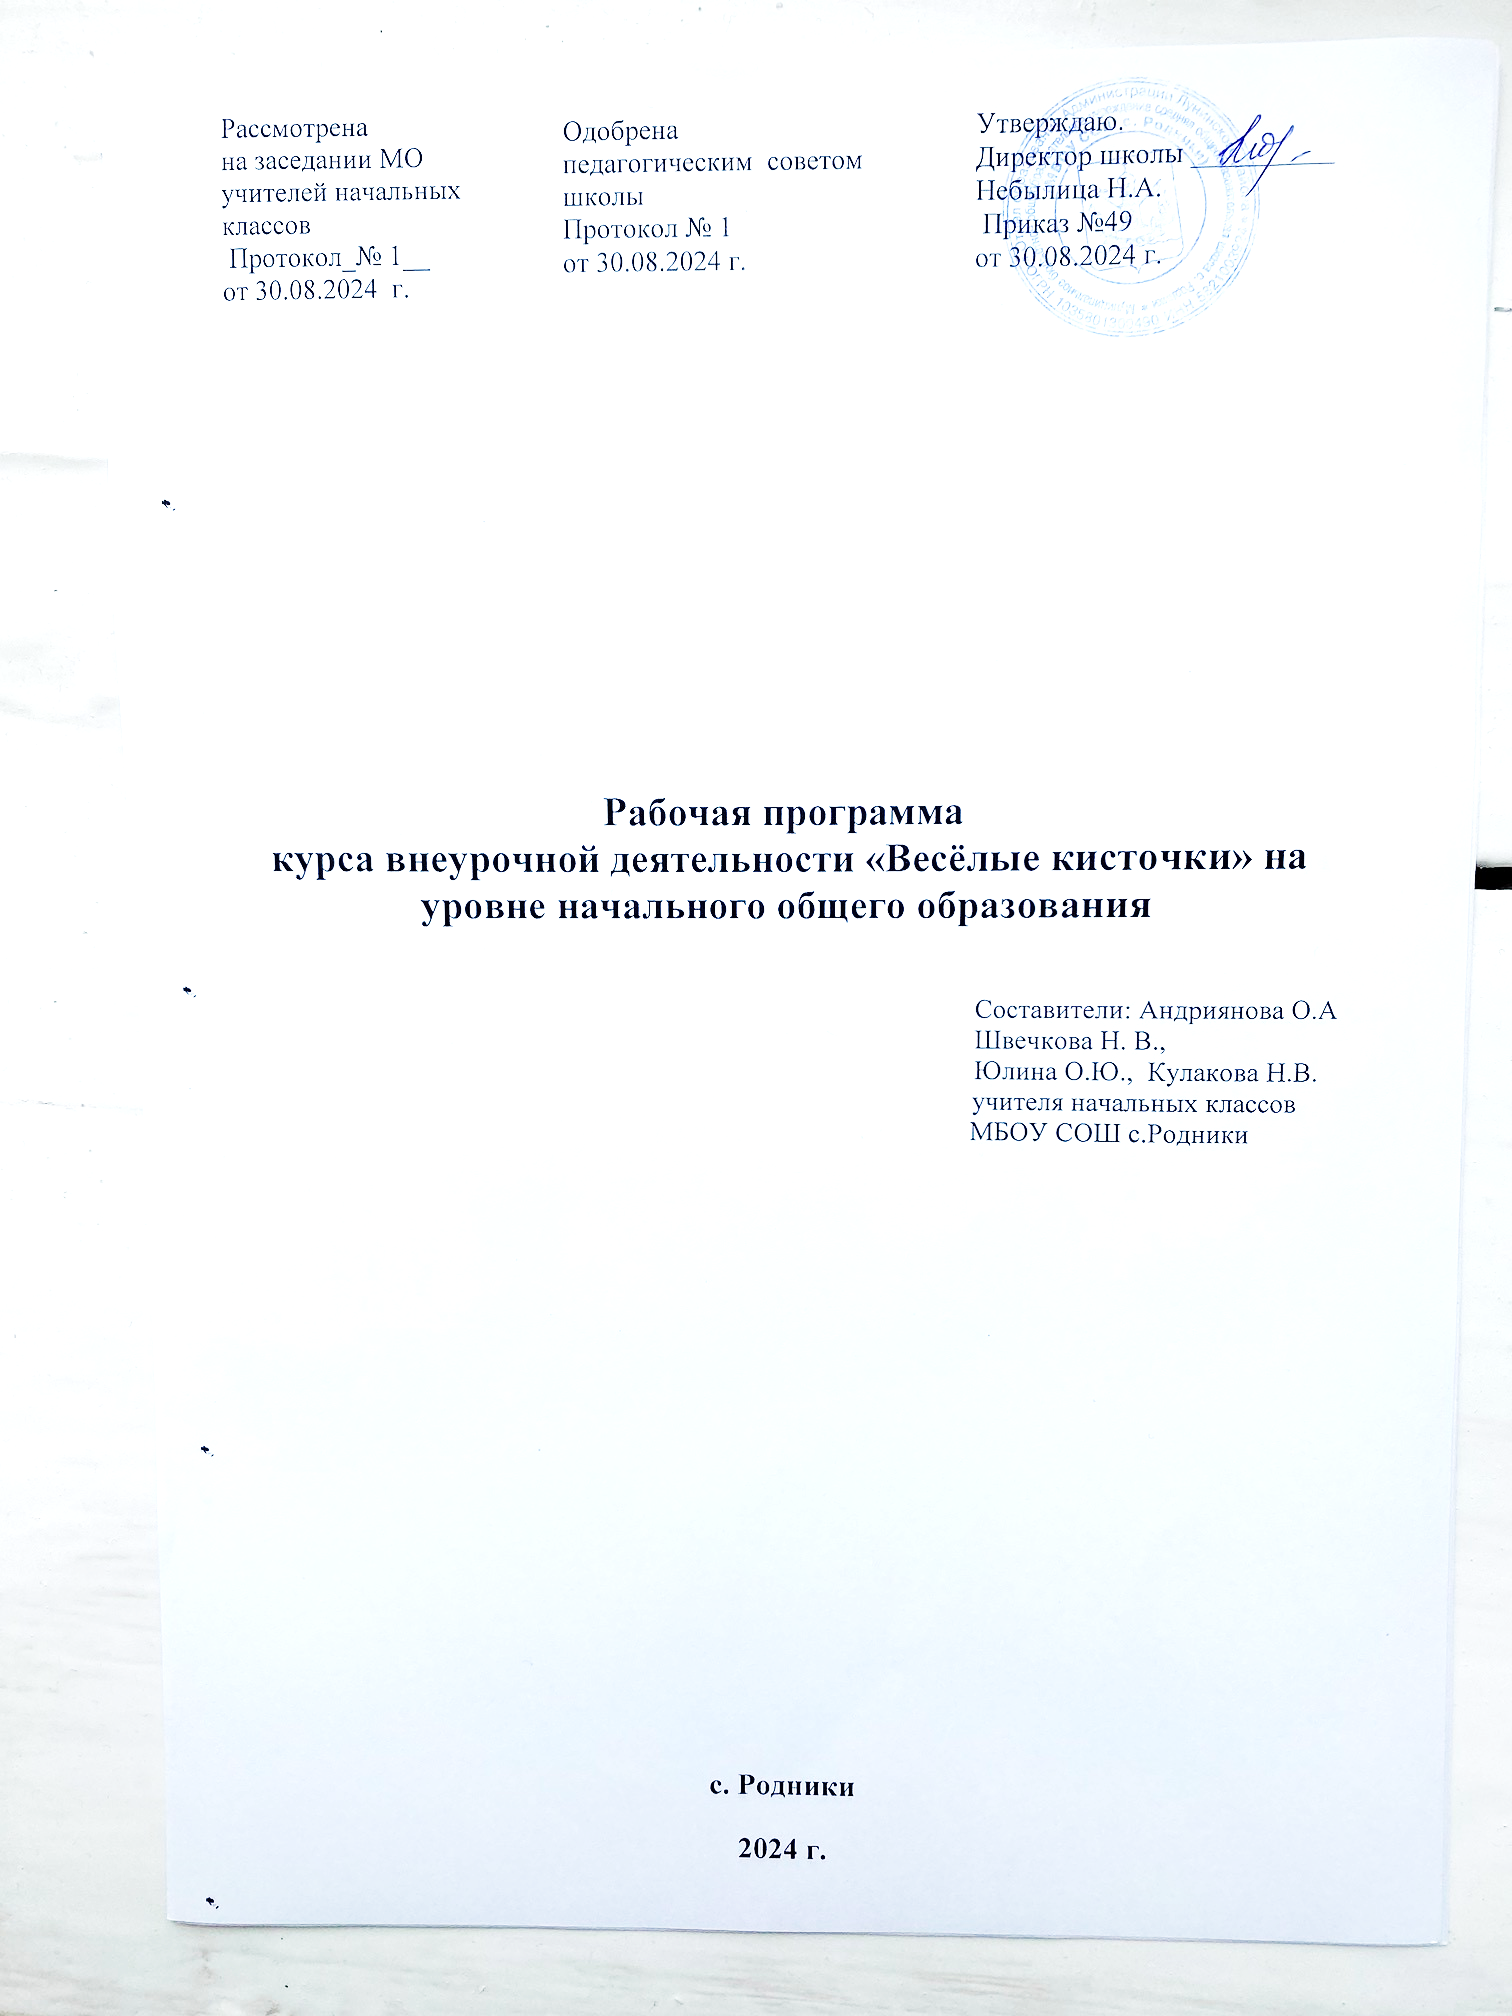 Рассмотрена
на заседании МО
учителей начальных
классов
Протокол_№ 1__
от 30.08.2024 г.
Одобрена
педагогическим советом
школы
Протокол № 1
от 30.08.2024 г.
Утверждаю.
Директор школы ___________
Небылица Н.А.
Приказ №49
от 30.08.2024 г.
Рабочая программа
курса внеурочной деятельности «Весёлые кисточки» на
уровне начального общего образования
Составители: Андриянова О.А
Швечкова Н. В.,
Юлина О.Ю., Кулакова Н.В.
учителя начальных классов
МБОУ СОШ с.Родники
с. Родники
2024 г.